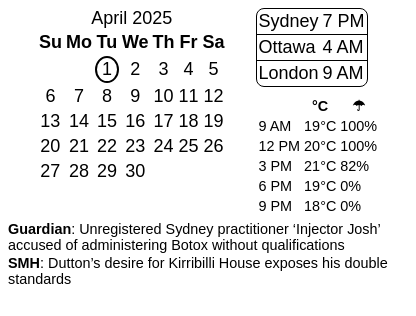 April 2025
Su Mo Tu We Th Fr Sa
1 2 3 4 5
6 7 8 9 10 11 12
13 14 15 16 17 18 19
20 21 22 23 24 25 26
27 28 29 30
Sydney 7 PM
Ottawa 4 AM
London 9 AM
°C ☂
9 AM 19°C 100%
12 PM 20°C 100%
3 PM 21°C 82%
6 PM 19°C 0%
9 PM 18°C 0%
Guardian: Unregistered Sydney practitioner ‘Injector Josh’
accused of administering Botox without qualifications
SMH: Dutton’s desire for Kirribilli House exposes his double
standards